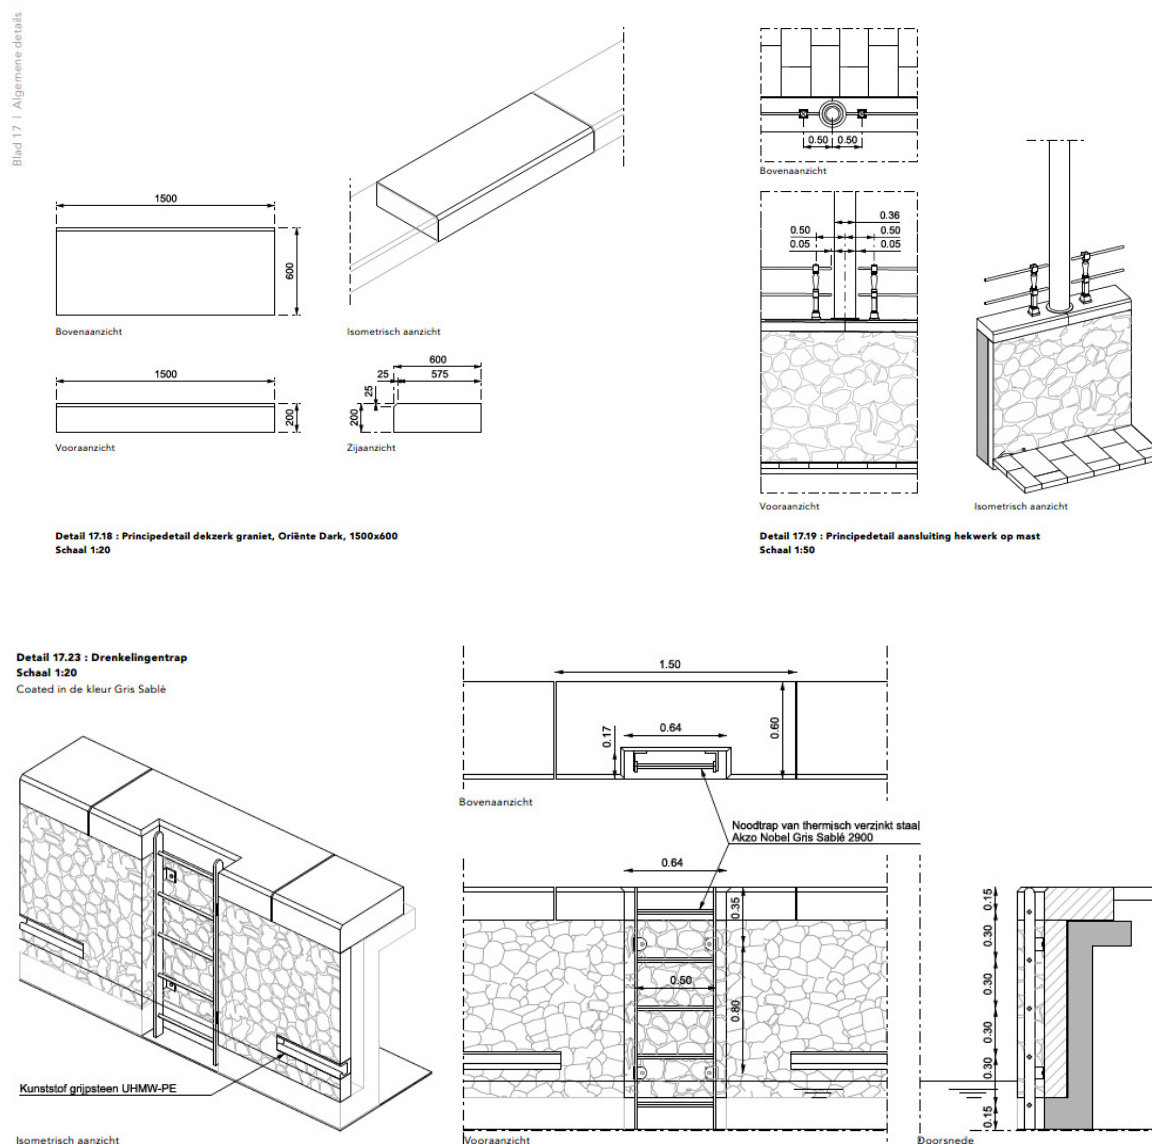 Blad 17 | Algemene details
1500
600
Bovenaanzicht
Isometrisch aanzicht
1500
200
Vooraanzicht
600
25
575
25
200
Zijaanzicht
Detail 17.18 : Principedetail dekzerk graniet, Oriënte Dark, 1500x600
Schaal 1:20
0.50
0.50
Bovenaanzicht
0.36
0.50
0.50
0.05
0.05
Vooraanzicht
Isometrisch aanzicht
Detail 17.19 : Principedetail aansluiting hekwerk op mast
Schaal 1:50
Detail 17.23 : Drenkelingentrap
Schaal 1:20
Coated in de kleur Gris Sablé
Kunststof grijpsteen UHMW-PE
Isometrisch aanzicht
1.50
0.64
0.17
0.60
Bovenaanzicht
Noodtrap van thermisch verzinkt staal
Akzo Nobel Gris Sablé 2900
0.64
0.35
0.50
0.80
Vooraanzicht
0.15
0.30
0.30
0.30
0.30
0.15
Doorsnede